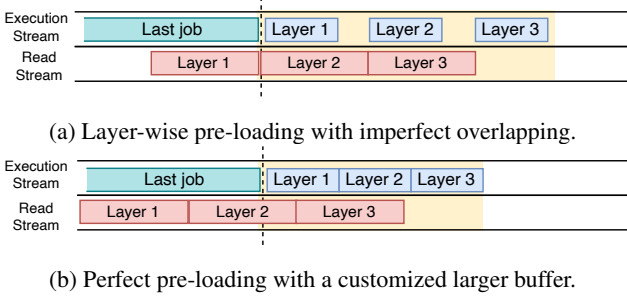 Execution
Stream
Last job
Layer 1
Layer 2
Layer 3
Read
Stream
Layer 1
Layer 2
Layer 3
(a) Layer-wise pre-loading with imperfect overlapping.
Execution
Stream
Last job
Layer 1
Layer 2
Layer 3
Read
Stream
Layer 1
Layer 2
Layer 3
(b) Perfect pre-loading with a customized larger buffer.